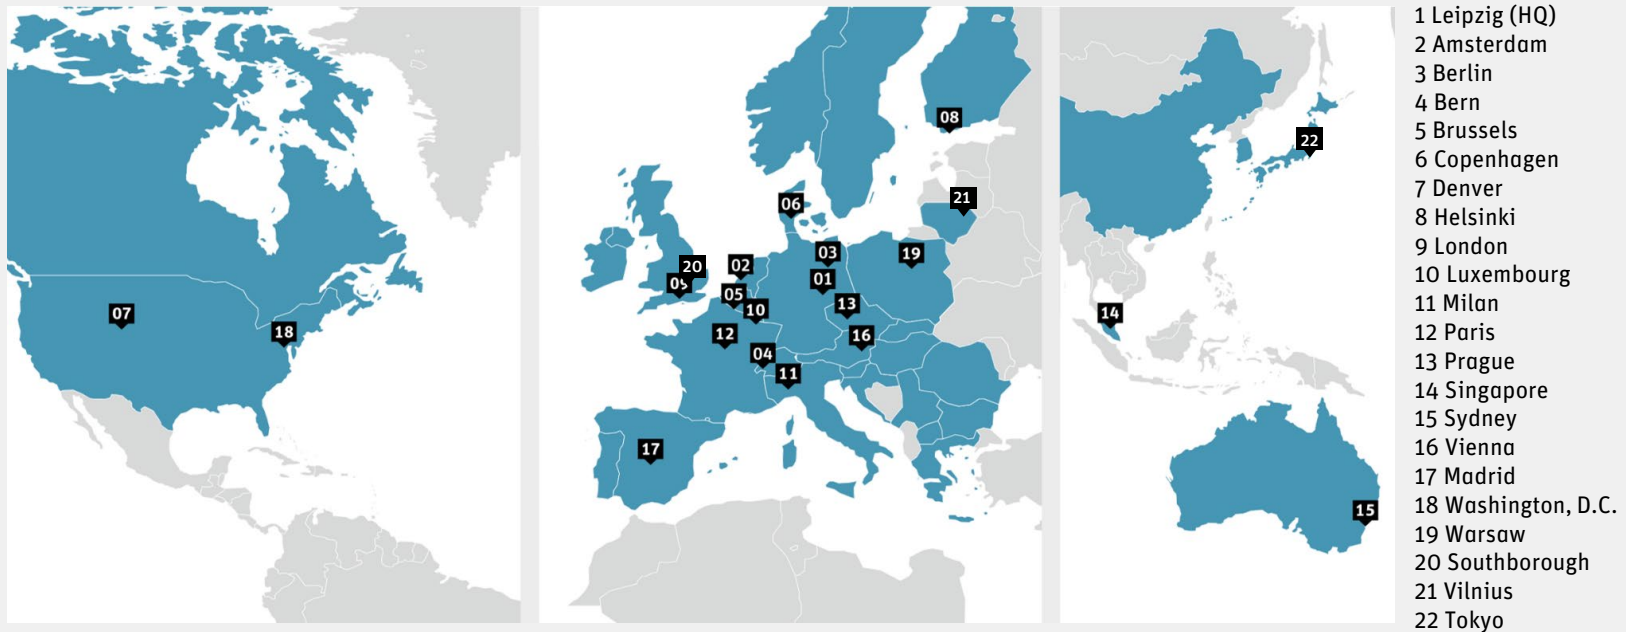 08
22
06
21
20
02
03
19
09
05
01
10
13
07
18
12
16
14
04
11
17
15
1 Leipzig (HQ)
2 Amsterdam
3 Berlin
4 Bern
5 Brussels
6 Copenhagen
7 Denver
8 Helsinki
9 London
10 Luxembourg
11 Milan
12 Paris
13 Prague
14 Singapore
15 Sydney
16 Vienna
17 Madrid
18 Washington, D.C.
19 Warsaw
20 Southborough
21 Vilnius
22 Tokyo